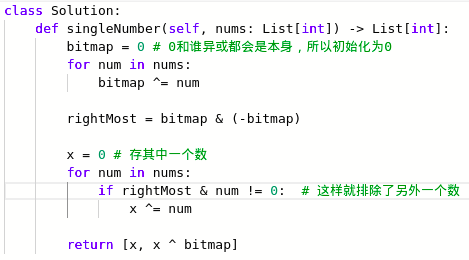 class Solution:
    def singleNumber(self, nums: List[int]) -> List[int]:
        bitmap = 0 # 0和谁异或都会是本身，所以初始化为0
        for num in nums:
            bitmap ^= num
        rightMost = bitmap & (-bitmap)
        x = 0 # 存其中一个数
        for num in nums:
            if rightMost & num != 0:  # 这样就排除了另外一个数
                x ^= num
        return [x, x ^ bitmap]